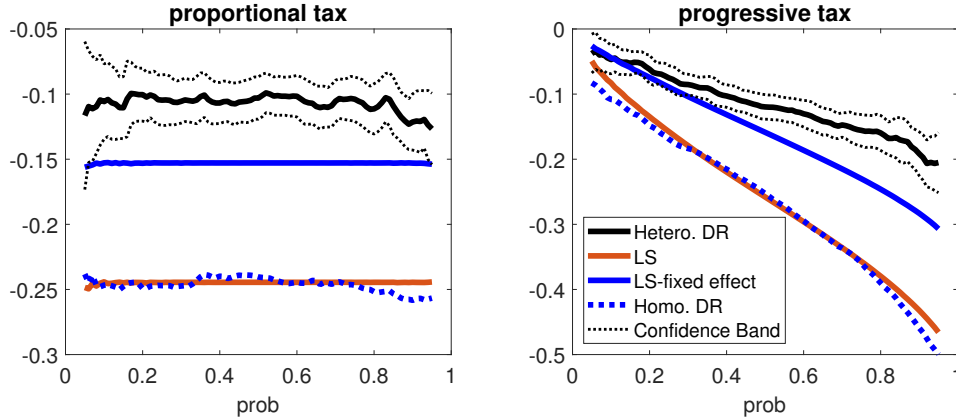 proportional tax
-0.05
-0.1
-0.15
-0.2
-0.25
-0.3
0 0.2 0.4 0.6 0.8 1
prob
progressive tax
0
-0.1
-0.2
-0.3
-0.4
-0.5
Hetero. DR
LS
LS-fixed effect
Homo. DR
Confidence Band
0 0.2 0.4 0.6 0.8 1
prob